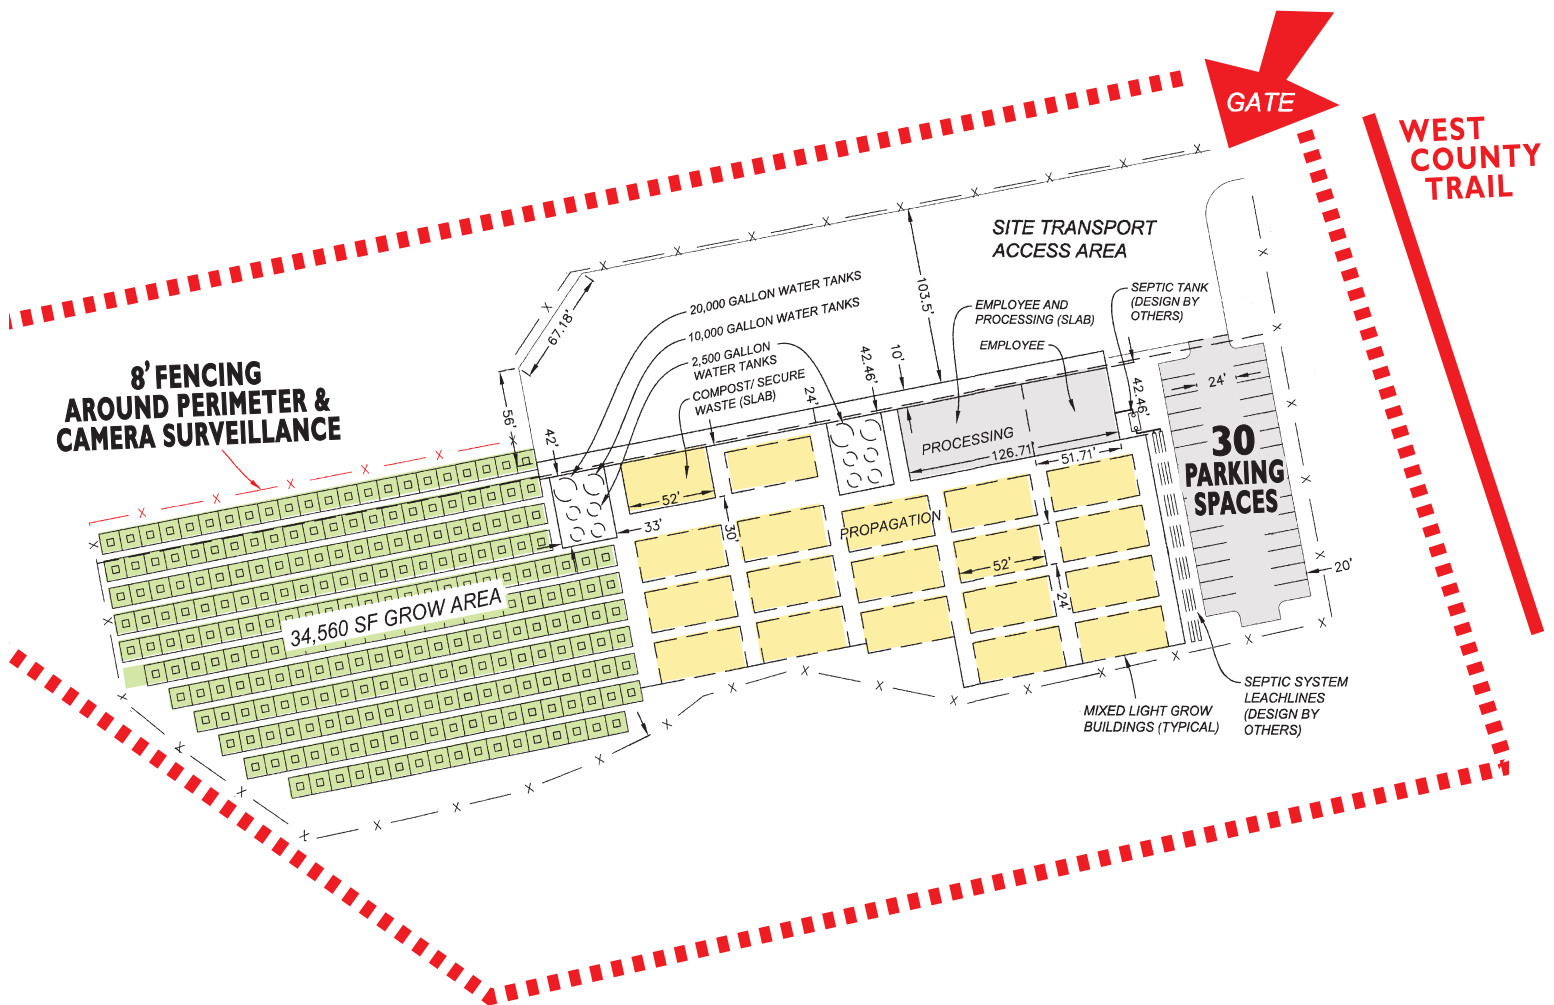 GATE
WEST
COUNTY
TRAIL
SITE TRANSPORT
ACCESS AREA
20,000 GALLON WATER TANKS
10,000 GALLON WATER TANKS
2,500 GALLON
WATER TANKS
COMPOST/ SECURE
WASTE (SLAB)
67.18'
103.5'
EMPLOYEE AND
PROCESSING (SLAB)
EMPLOYEE
SEPTIC TANK
(DESIGN BY
OTHERS)
8' FENCING
AROUND PERIMETER &
CAMERA SURVEILLANCE
56'
42'
24'
42.46'
10'
42.46'
24'
PROCESSING
126.71'
51.71'
30
PARKING
SPACES
52'
33'
30'
PROPAGATION
52'
24'
20'
34,560 SF GROW AREA
MIXED LIGHT GROW
BUILDINGS (TYPICAL)
SEPTIC SYSTEM
LEACHLINES
(DESIGN BY
OTHERS)